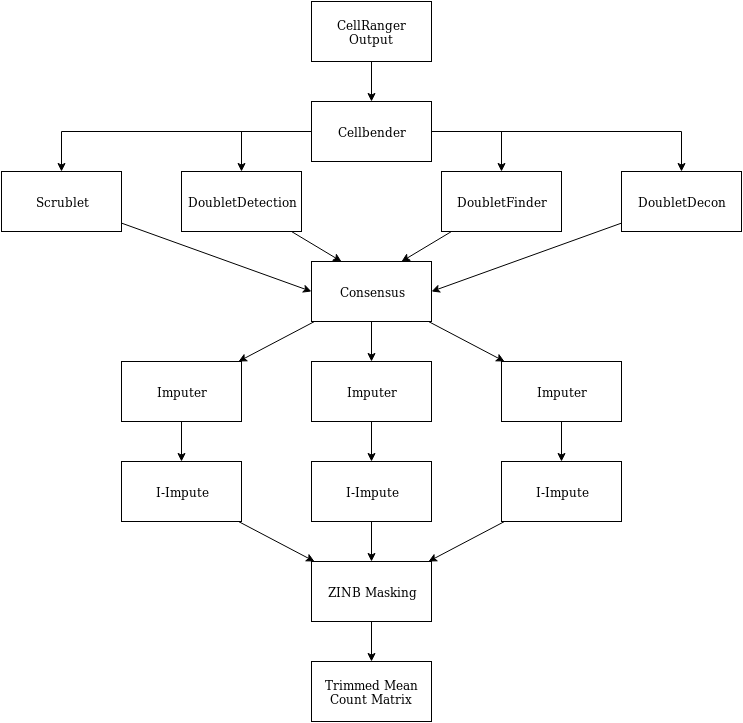 CellRanger
Output
Cellbender
Scrublet
DoubletDetection
DoubletFinder
DoubletDecon
Consensus
Imputer
Imputer
Imputer
I-Impute
I-Impute
I-Impute
ZINB Masking
Trimmed Mean
Count Matrix